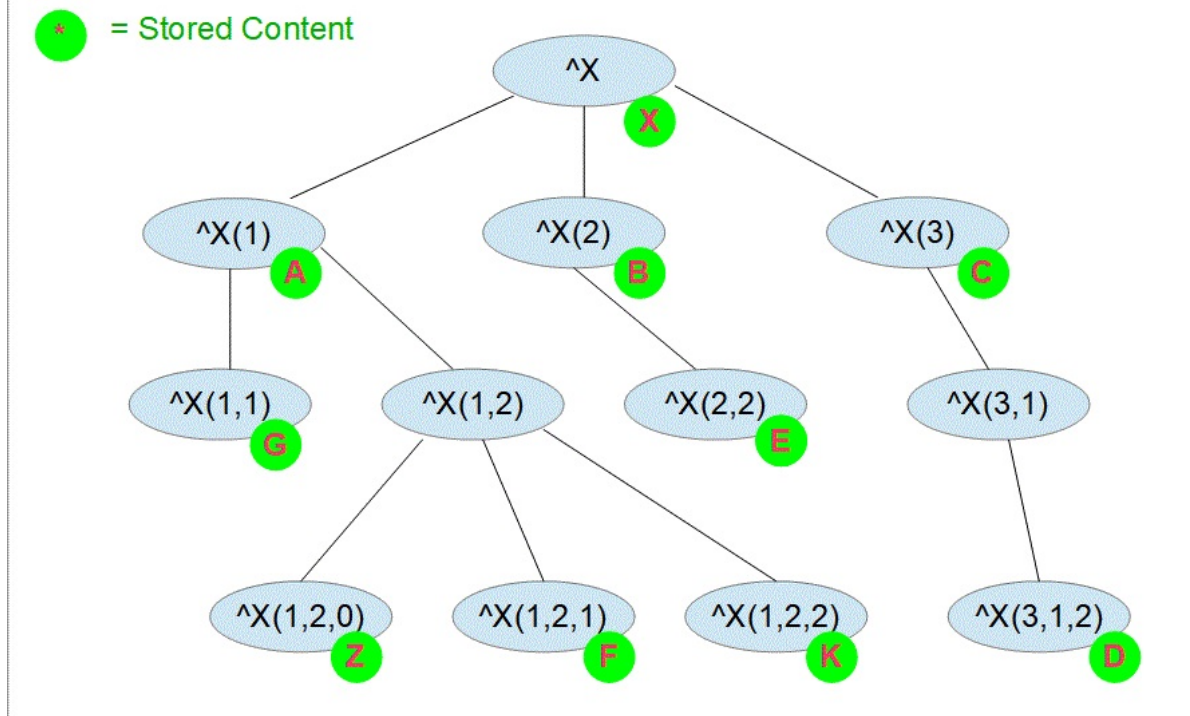 * = Stored Content
^X
X
^X(1)
A
^X(2)
B
^X(3)
C
^X(1,1)
G
^X(1,2)
^X(2,2)
E
^X(3,1)
^X(1,2,0)
Z
^X(1,2,1)
F
^X(1,2,2)
K
^X(3,1,2)
D